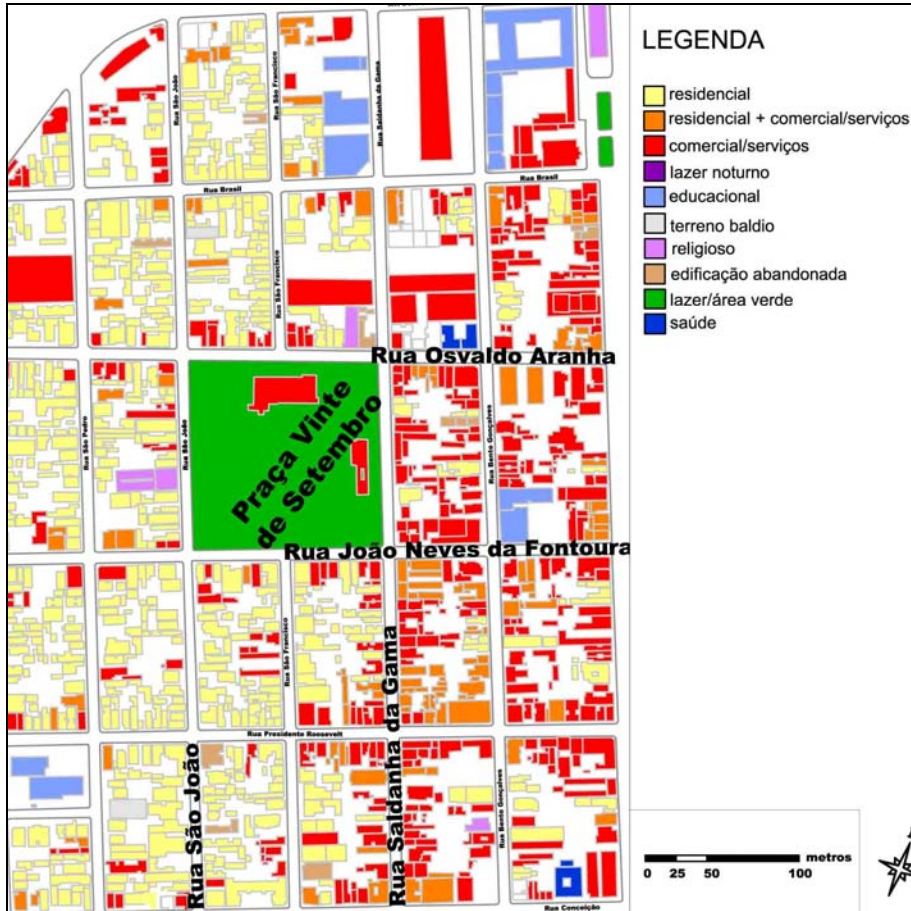 LEGENDA
residencial
residencial + comercial/serviços
comercial/serviços
lazer noturno
educacional
terreno baldio
religioso
edificação abandonada
lazer/área verde
saúde
Rua São João
Rua São Francisco
Rua Saldanha da Gama
Rua Brasil
Rua Brasil
Rua São Francisco
Rua Osvaldo Aranha
Rua São Pedro
Rua São João
Praça Vinte
de Setembro
Rua Bento Gonçalves
Rua João Neves da Fontoura
Rua São Francisco
Rua Saldanha da Gama
Rua Presidente Roosevelt
Rua São João
Rua Bento Gonçalves
Rua Conceição
metros
0 25 50 100